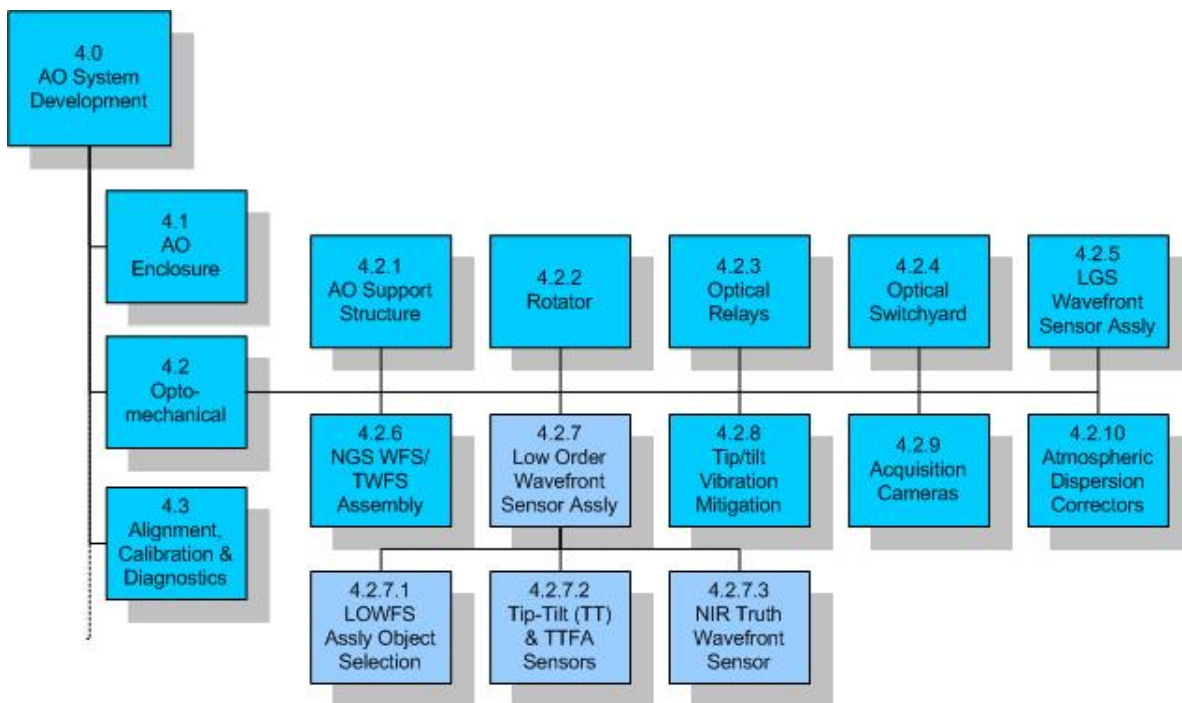 4.0
AO System
Development
4.1
AO
Enclosure
4.2
Opto-
mechanical
4.3
Alignment,
Calibration &
Diagnostics
4.2.1
AO Support
Structure
4.2.2
Rotator
4.2.3
Optical
Relays
4.2.4
Optical
Switchyard
4.2.5
LGS
Wavefront
Sensor Assly
4.2.6
NGS WFS/
TWFS
Assembly
4.2.7
Low Order
Wavefront
Sensor Assly
4.2.8
Tip/tilt
Vibration
Mitigation
4.2.9
Acquisition
Cameras
4.2.10
Atmospheric
Dispersion
Correctors
4.2.7.1
LOWFS
Assly Object
Selection
4.2.7.2
Tip-Tilt (TT)
& TTFA
Sensors
4.2.7.3
NIR Truth
Wavefront
Sensor